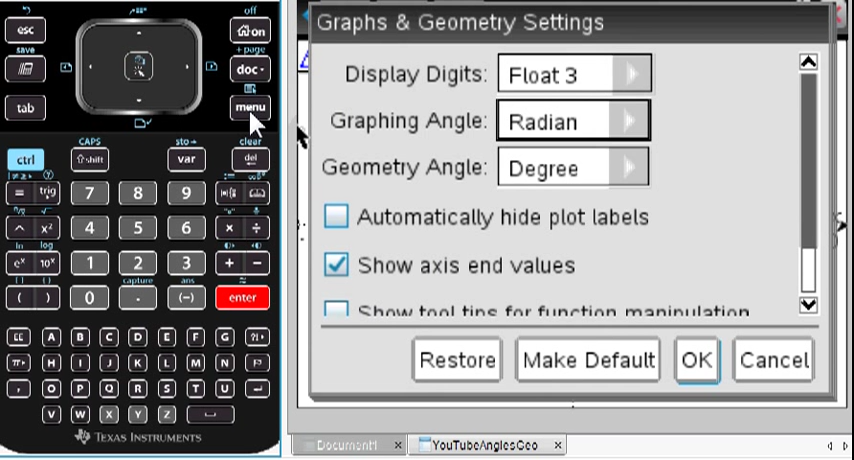 off
esc
on
save
+ page
doc
tab
menu
CAPS
sto→
clear
ctrl
⇧shift
var
del
= trig 7 8 9
^ x² 4 5 6 × ÷
ln log
eˣ 10ˣ 1 2 3 + −
capture ans
( ) 0 . (−) enter
EE A B C D E F G ?!▸
π▸ H I J K L M N
, O P Q R S T U ↵
V W X Y Z
TEXAS INSTRUMENTS
Graphs & Geometry Settings
Display Digits: Float 3
Graphing Angle: Radian
Geometry Angle: Degree
Automatically hide plot labels
Show axis end values
Show tool tips for function manipulation
Restore Make Default OK Cancel
Document1 × YouTubeAnglesGeo ×